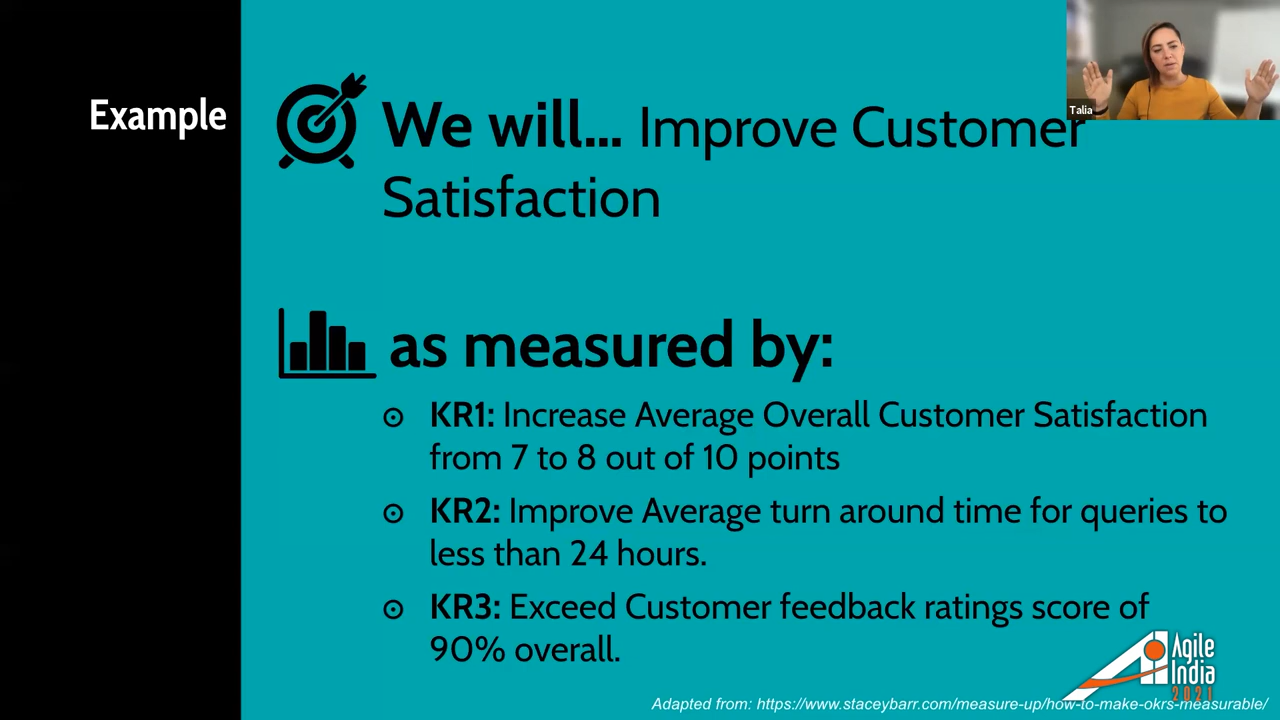 Example
We will... Improve Customer
Satisfaction
Talia
as measured by:
KR1: Increase Average Overall Customer Satisfaction
from 7 to 8 out of 10 points
KR2: Improve Average turn around time for queries to
less than 24 hours.
KR3: Exceed Customer feedback ratings score of
90% overall.
Agile
India
2021
Adapted from: https://www.staceybarr.com/measure-up/how-to-make-okrs-measurable/